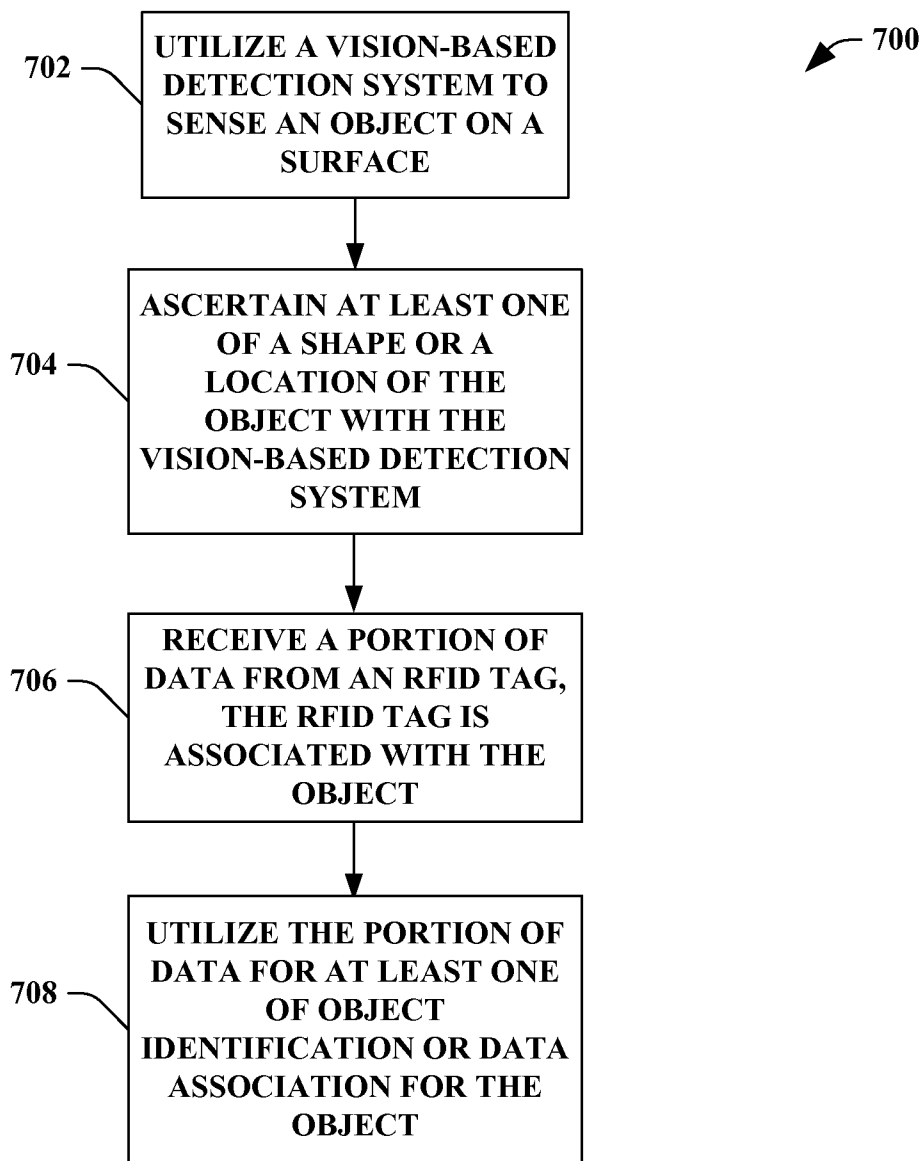 700
702
UTILIZE A VISION-BASED
DETECTION SYSTEM TO
SENSE AN OBJECT ON A
SURFACE
704
ASCERTAIN AT LEAST ONE
OF A SHAPE OR A
LOCATION OF THE
OBJECT WITH THE
VISION-BASED DETECTION
SYSTEM
706
RECEIVE A PORTION OF
DATA FROM AN RFID TAG,
THE RFID TAG IS
ASSOCIATED WITH THE
OBJECT
708
UTILIZE THE PORTION OF
DATA FOR AT LEAST ONE
OF OBJECT
IDENTIFICATION OR DATA
ASSOCIATION FOR THE
OBJECT